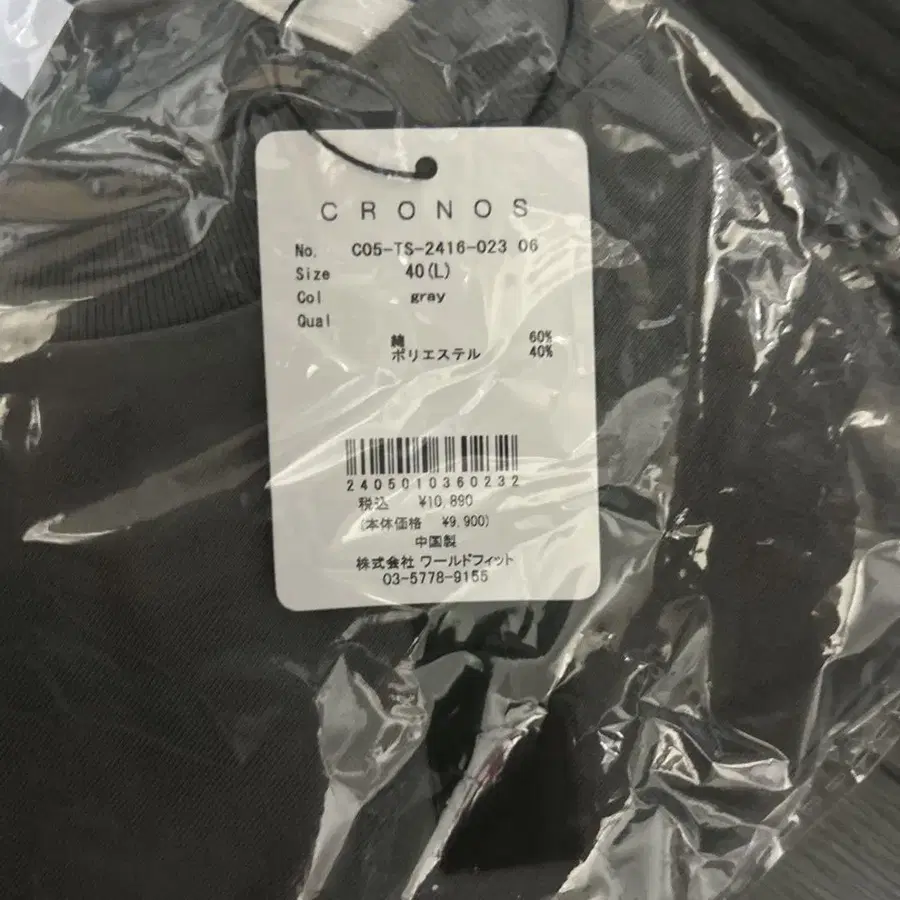 CRONOS
No. C05-TS-2416-023 06
Size 40(L)
Col gray
Qual
綿 60%
ポリエステル 40%
2405010360232
税込 ¥10,890
(本体価格 ¥9,900)
中国製
株式会社 ワールドフィット
03-5778-9155